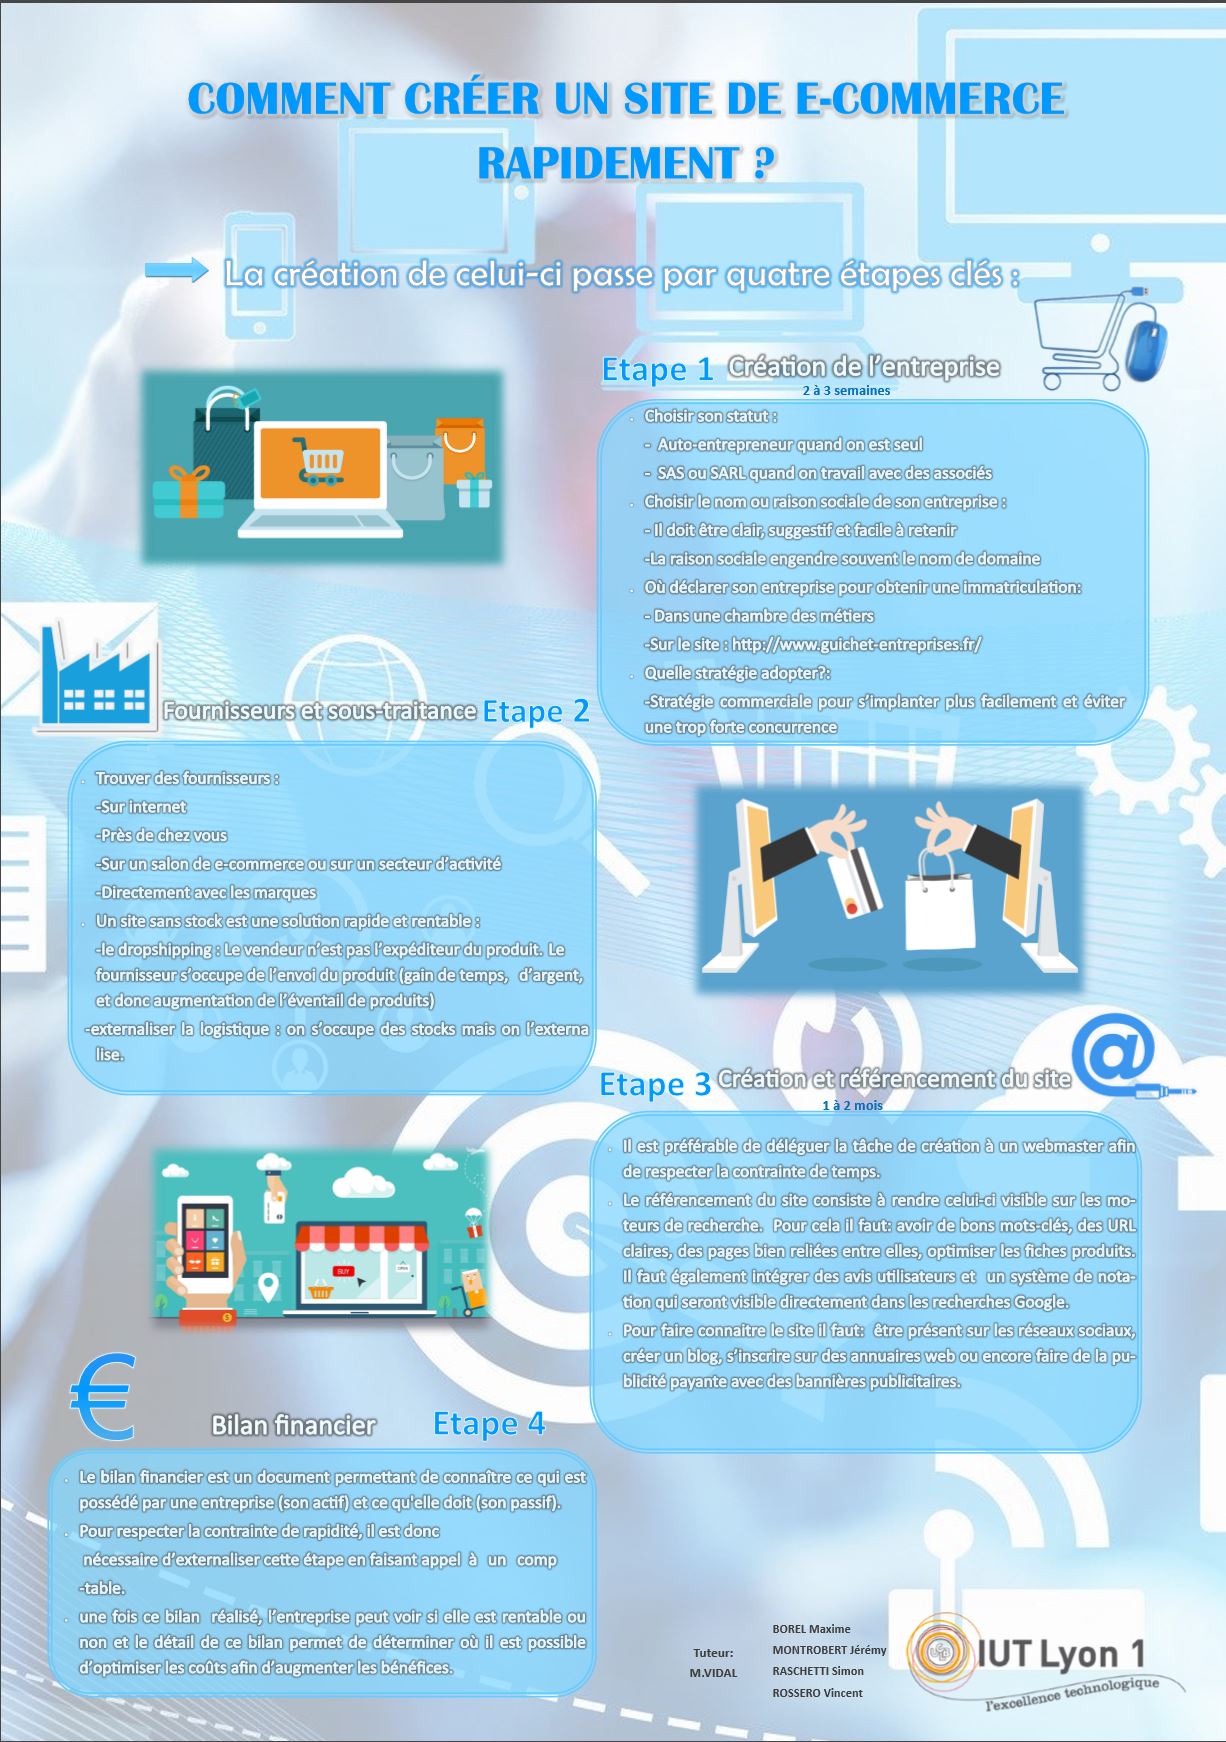 COMMENT CRÉER UN SITE DE E-COMMERCE
RAPIDEMENT ?
La création de celui-ci passe par quatre étapes clés :
Etape 1 Création de l'entreprise
2 à 3 semaines
. Choisir son statut :
- Auto-entrepreneur quand on est seul
- SAS ou SARL quand on travail avec des associés
. Choisir le nom ou raison sociale de son entreprise :
- Il doit être clair, suggestif et facile à retenir
-La raison sociale engendre souvent le nom de domaine
. Où déclarer son entreprise pour obtenir une immatriculation:
- Dans une chambre des métiers
-Sur le site : http://www.guichet-entreprises.fr/
. Quelle stratégie adopter?:
-Stratégie commerciale pour s'implanter plus facilement et éviter
une trop forte concurrence
Fournisseurs et sous-traitance Etape 2
. Trouver des fournisseurs :
-Sur internet
-Près de chez vous
-Sur un salon de e-commerce ou sur un secteur d'activité
-Directement avec les marques
. Un site sans stock est une solution rapide et rentable :
-le dropshipping : Le vendeur n'est pas l'expéditeur du produit. Le
fournisseur s'occupe de l'envoi du produit (gain de temps, d'argent,
et donc augmentation de l'éventail de produits)
-externaliser la logistique : on s'occupe des stocks mais on l'externa
lise.
Etape 3 Création et référencement du site
1 à 2 mois
. Il est préférable de déléguer la tâche de création à un webmaster afin
de respecter la contrainte de temps.
. Le référencement du site consiste à rendre celui-ci visible sur les mo-
teurs de recherche. Pour cela il faut: avoir de bons mots-clés, des URL
claires, des pages bien reliées entre elles, optimiser les fiches produits.
Il faut également intégrer des avis utilisateurs et un système de nota-
tion qui seront visible directement dans les recherches Google.
. Pour faire connaitre le site il faut: être présent sur les réseaux sociaux,
créer un blog, s'inscrire sur des annuaires web ou encore faire de la pu-
blicité payante avec des bannières publicitaires.
BUY
OPEN
Bilan financier Etape 4
. Le bilan financier est un document permettant de connaître ce qui est
possédé par une entreprise (son actif) et ce qu'elle doit (son passif).
. Pour respecter la contrainte de rapidité, il est donc
nécessaire d'externaliser cette étape en faisant appel à un comp
-table.
. une fois ce bilan réalisé, l'entreprise peut voir si elle est rentable ou
non et le détail de ce bilan permet de déterminer où il est possible
d'optimiser les coûts afin d'augmenter les bénéfices.
Tuteur:
M.VIDAL
BOREL Maxime
MONTROBERT Jérémy
RASCHETTI Simon
ROSSERO Vincent
IUT Lyon 1
l'excellence technologique